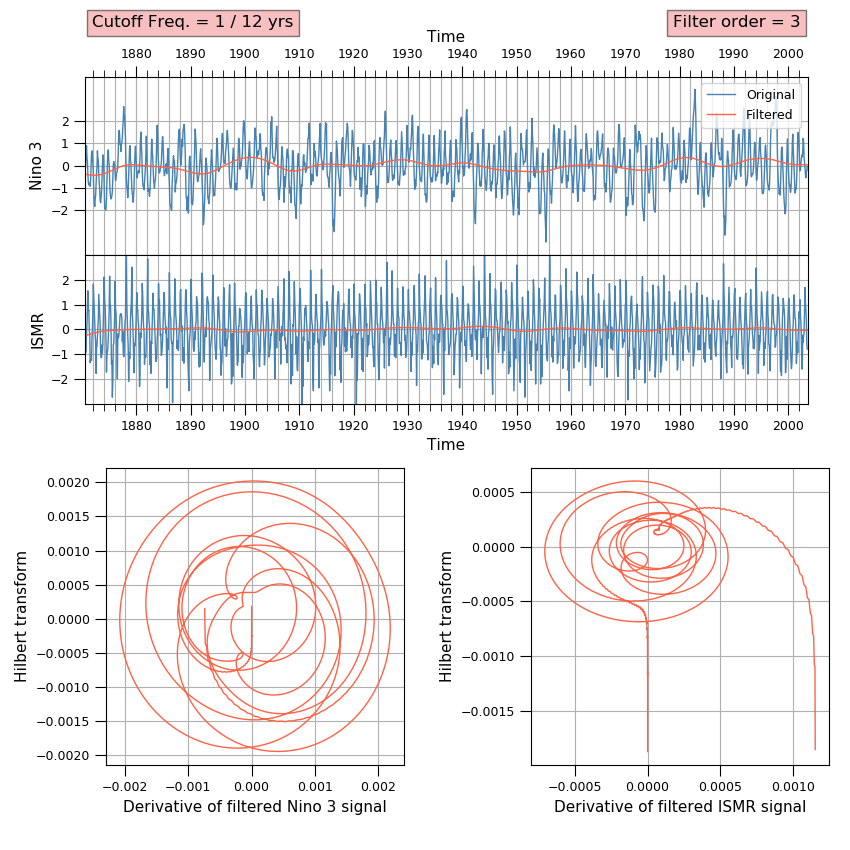 Cutoff Freq. = 1 / 12 yrs
Filter order = 3
Time
1880 1890 1900 1910 1920 1930 1940 1950 1960 1970 1980 1990 2000
Original
Filtered
Nino 3
2
1
0
−1
−2
ISMR
2
1
0
−1
−2
1880 1890 1900 1910 1920 1930 1940 1950 1960 1970 1980 1990 2000
Time
Hilbert transform
0.0020
0.0015
0.0010
0.0005
0.0000
−0.0005
−0.0010
−0.0015
−0.0020
−0.002 −0.001 0.000 0.001 0.002
Derivative of filtered Nino 3 signal
Hilbert transform
0.0005
0.0000
−0.0005
−0.0010
−0.0015
−0.0005 0.0000 0.0005 0.0010
Derivative of filtered ISMR signal